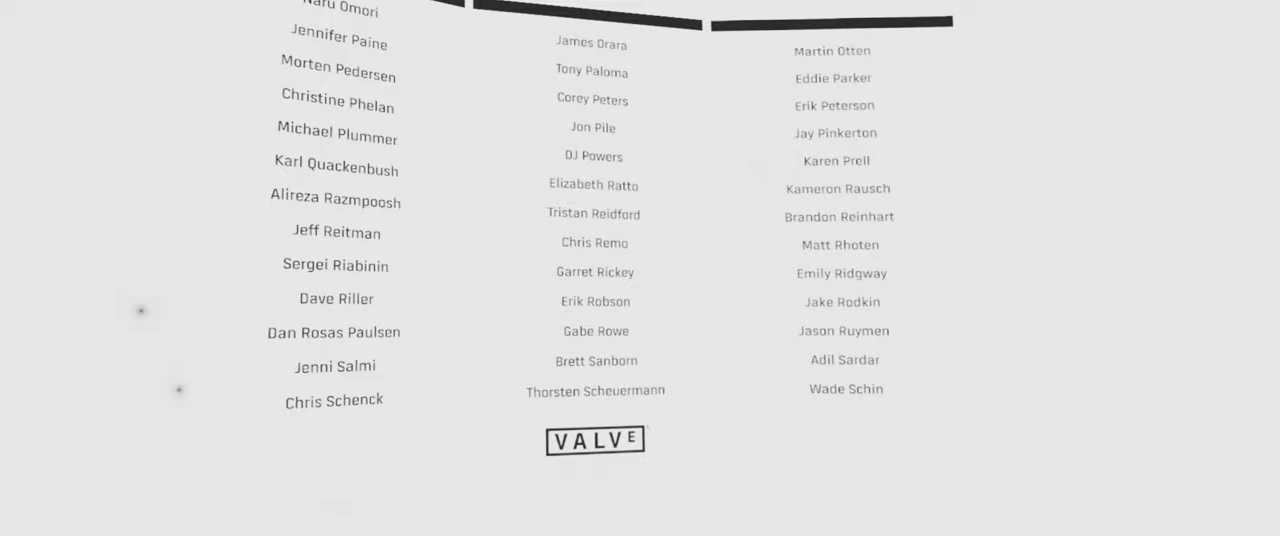 Naru Omori
Jennifer Paine
Morten Pedersen
Christine Phelan
Michael Plummer
Karl Quackenbush
Alireza Razmpoosh
Jeff Reitman
Sergei Riabinin
Dave Riller
Dan Rosas Paulsen
Jenni Salmi
Chris Schenck
James Orara
Tony Paloma
Corey Peters
Jon Pile
DJ Powers
Elizabeth Ratto
Tristan Reidford
Chris Remo
Garret Rickey
Erik Robson
Gabe Rowe
Brett Sanborn
Thorsten Scheuermann
Martin Otten
Eddie Parker
Erik Peterson
Jay Pinkerton
Karen Prell
Kameron Rausch
Brandon Reinhart
Matt Rhoten
Emily Ridgway
Jake Rodkin
Jason Ruymen
Adil Sardar
Wade Schin
VALVE